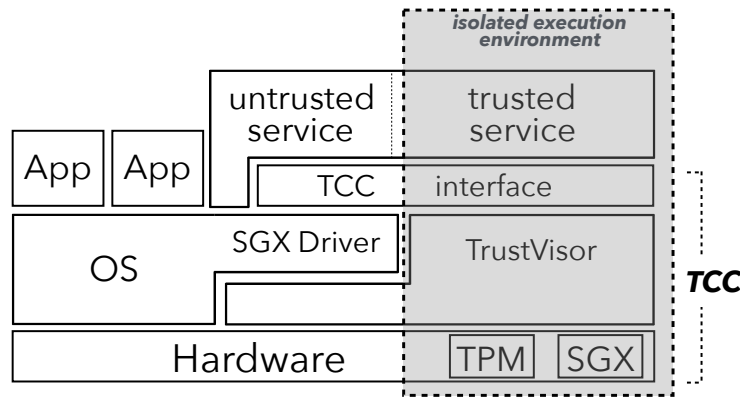 isolated execution
environment
untrusted
service
trusted
service
App
App
TCC interface
OS
SGX Driver
TrustVisor
TCC
Hardware
TPM
SGX